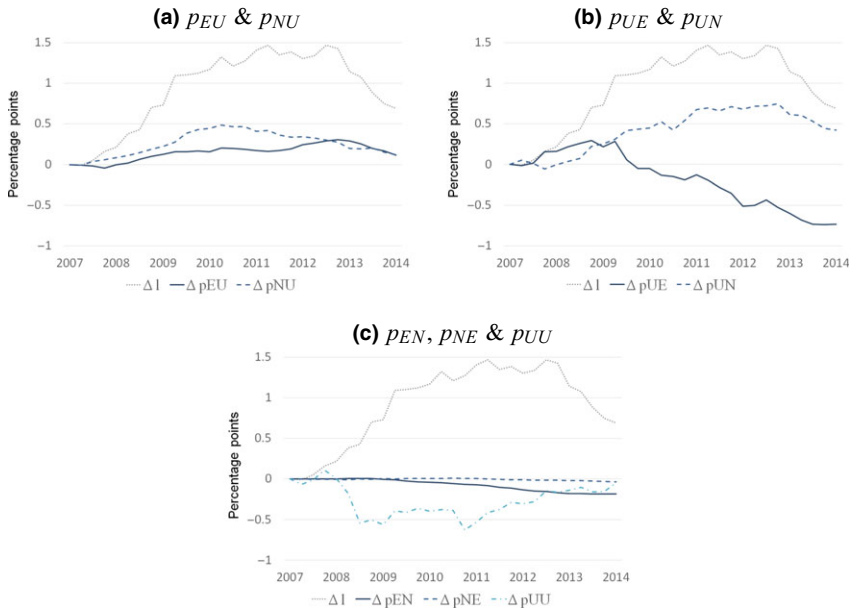 (a) pEU & pNU
Percentage points
1.5
1
0.5
0
−0.5
−1
2007 2008 2009 2010 2011 2012 2013 2014
Δ I Δ pEU Δ pNU
(b) pUE & pUN
Percentage points
1.5
1
0.5
0
−0.5
−1
2007 2008 2009 2010 2011 2012 2013 2014
Δ I Δ pUE Δ pUN
(c) pEN, pNE & pUU
Percentage points
1.5
1
0.5
0
−0.5
−1
2007 2008 2009 2010 2011 2012 2013 2014
Δ I Δ pEN Δ pNE Δ pUU